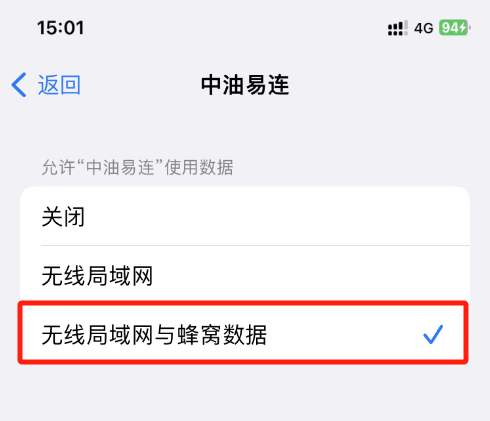 15:01 4G 94
返回 中油易连
允许“中油易连”使用数据
关闭
无线局域网
无线局域网与蜂窝数据